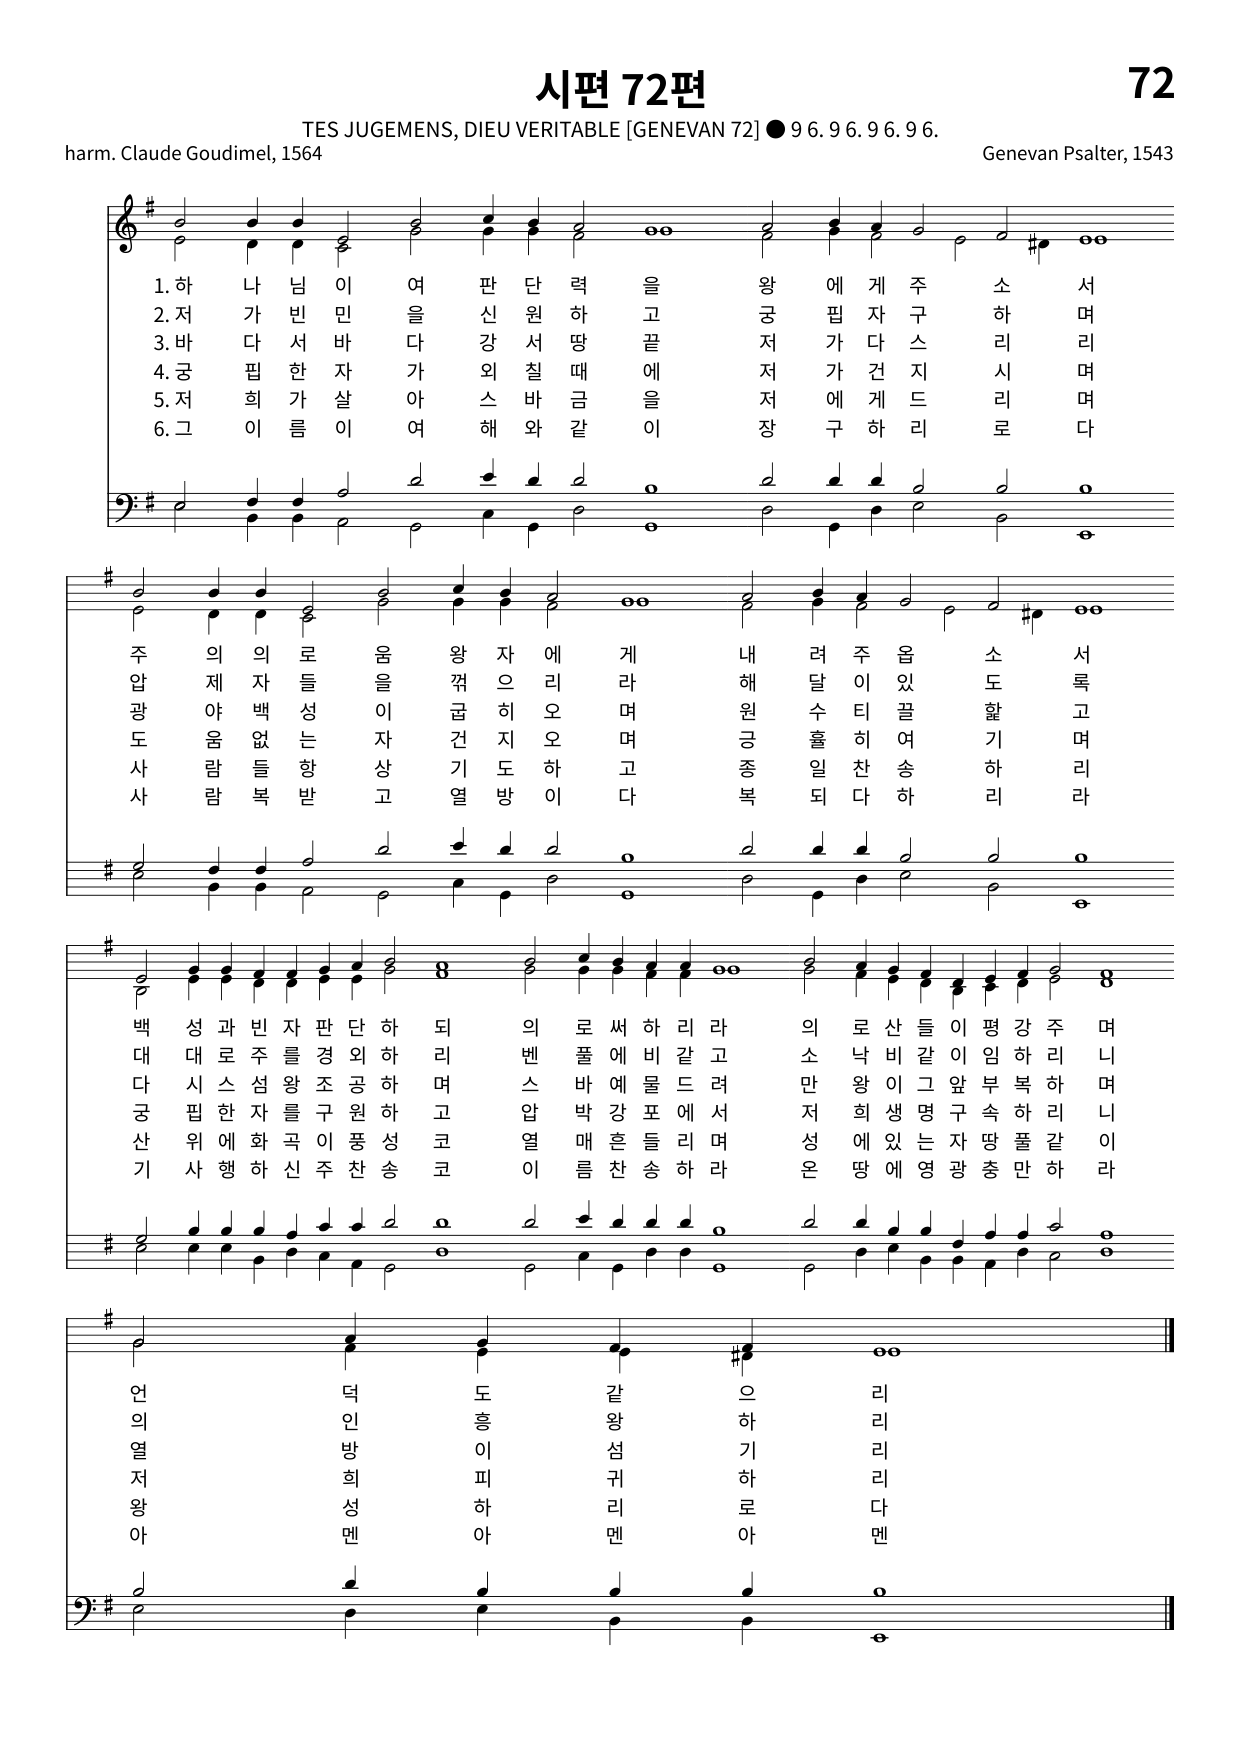 시편 72편
72
TES JUGEMENS, DIEU VERITABLE [GENEVAN 72] ● 9 6. 9 6. 9 6. 9 6.
harm. Claude Goudimel, 1564
Genevan Psalter, 1543
1. 하 나 님 이 여 판 단 력 을 왕 에 게 주 소 서
2. 저 가 빈 민 을 신 원 하 고 궁 핍 자 구 하 며
3. 바 다 서 바 다 강 서 땅 끝 저 가 다 스 리 리
4. 궁 핍 한 자 가 외 칠 때 에 저 가 건 지 시 며
5. 저 희 가 살 아 스 바 금 을 저 에 게 드 리 며
6. 그 이 름 이 여 해 와 같 이 장 구 하 리 로 다
주 의 의 로 움 왕 자 에 게 내 려 주 옵 소 서
압 제 자 들 을 꺾 으 리 라 해 달 이 있 도 록
광 야 백 성 이 굽 히 오 며 원 수 티 끌 핥 고
도 움 없 는 자 건 지 오 며 긍 휼 히 여 기 며
사 람 들 항 상 기 도 하 고 종 일 찬 송 하 리
사 람 복 받 고 열 방 이 다 복 되 다 하 리 라
백 성 과 빈 자 판 단 하 되 의 로 써 하 리 라 의 로 산 들 이 평 강 주 며
대 대 로 주 를 경 외 하 리 벤 풀 에 비 같 고 소 낙 비 같 이 임 하 리 니
다 시 스 섬 왕 조 공 하 며 스 바 예 물 드 려 만 왕 이 그 앞 부 복 하 며
궁 핍 한 자 를 구 원 하 고 압 박 강 포 에 서 저 희 생 명 구 속 하 리 니
산 위 에 화 곡 이 풍 성 코 열 매 흔 들 리 며 성 에 있 는 자 땅 풀 같 이
기 사 행 하 신 주 찬 송 코 이 름 찬 송 하 라 온 땅 에 영 광 충 만 하 라
언 덕 도 같 으 리
의 인 흥 왕 하 리
열 방 이 섬 기 리
저 희 피 귀 하 리
왕 성 하 리 로 다
아 멘 아 멘 아 멘